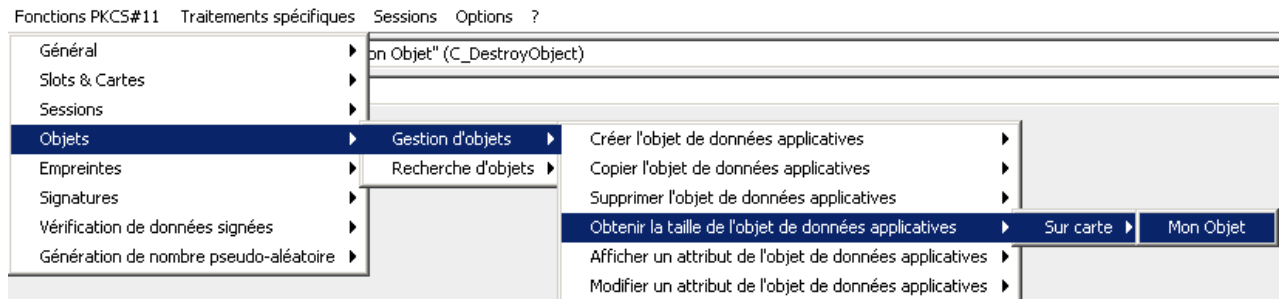 Fonctions PKCS#11 Traitements spécifiques Sessions Options ?
Général
on Objet" (C_DestroyObject)
Slots & Cartes
Sessions
Objets
Gestion d'objets
Créer l'objet de données applicatives
Empreintes
Recherche d'objets
Copier l'objet de données applicatives
Signatures
Supprimer l'objet de données applicatives
Vérification de données signées
Obtenir la taille de l'objet de données applicatives
Sur carte
Mon Objet
Génération de nombre pseudo-aléatoire
Afficher un attribut de l'objet de données applicatives
Modifier un attribut de l'objet de données applicatives